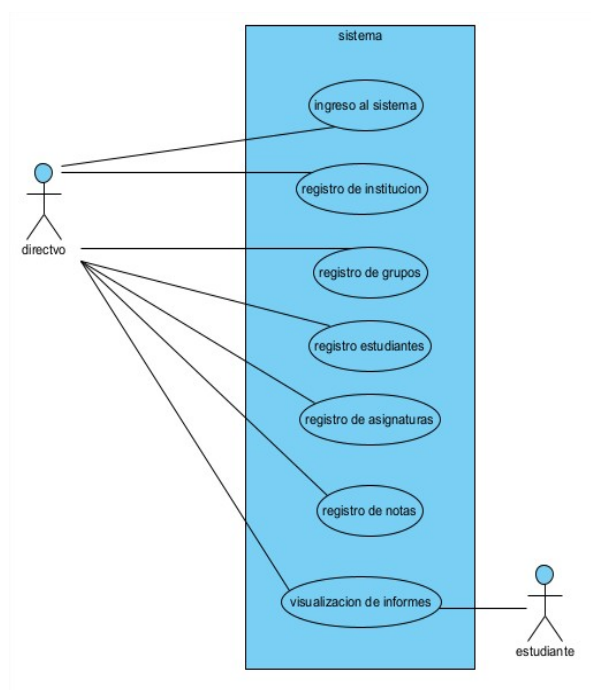 sistema
ingreso al sistema
registro de institucion
directvo
registro de grupos
registro estudiantes
registro de asignaturas
registro de notas
visualizacion de informes
estudiante